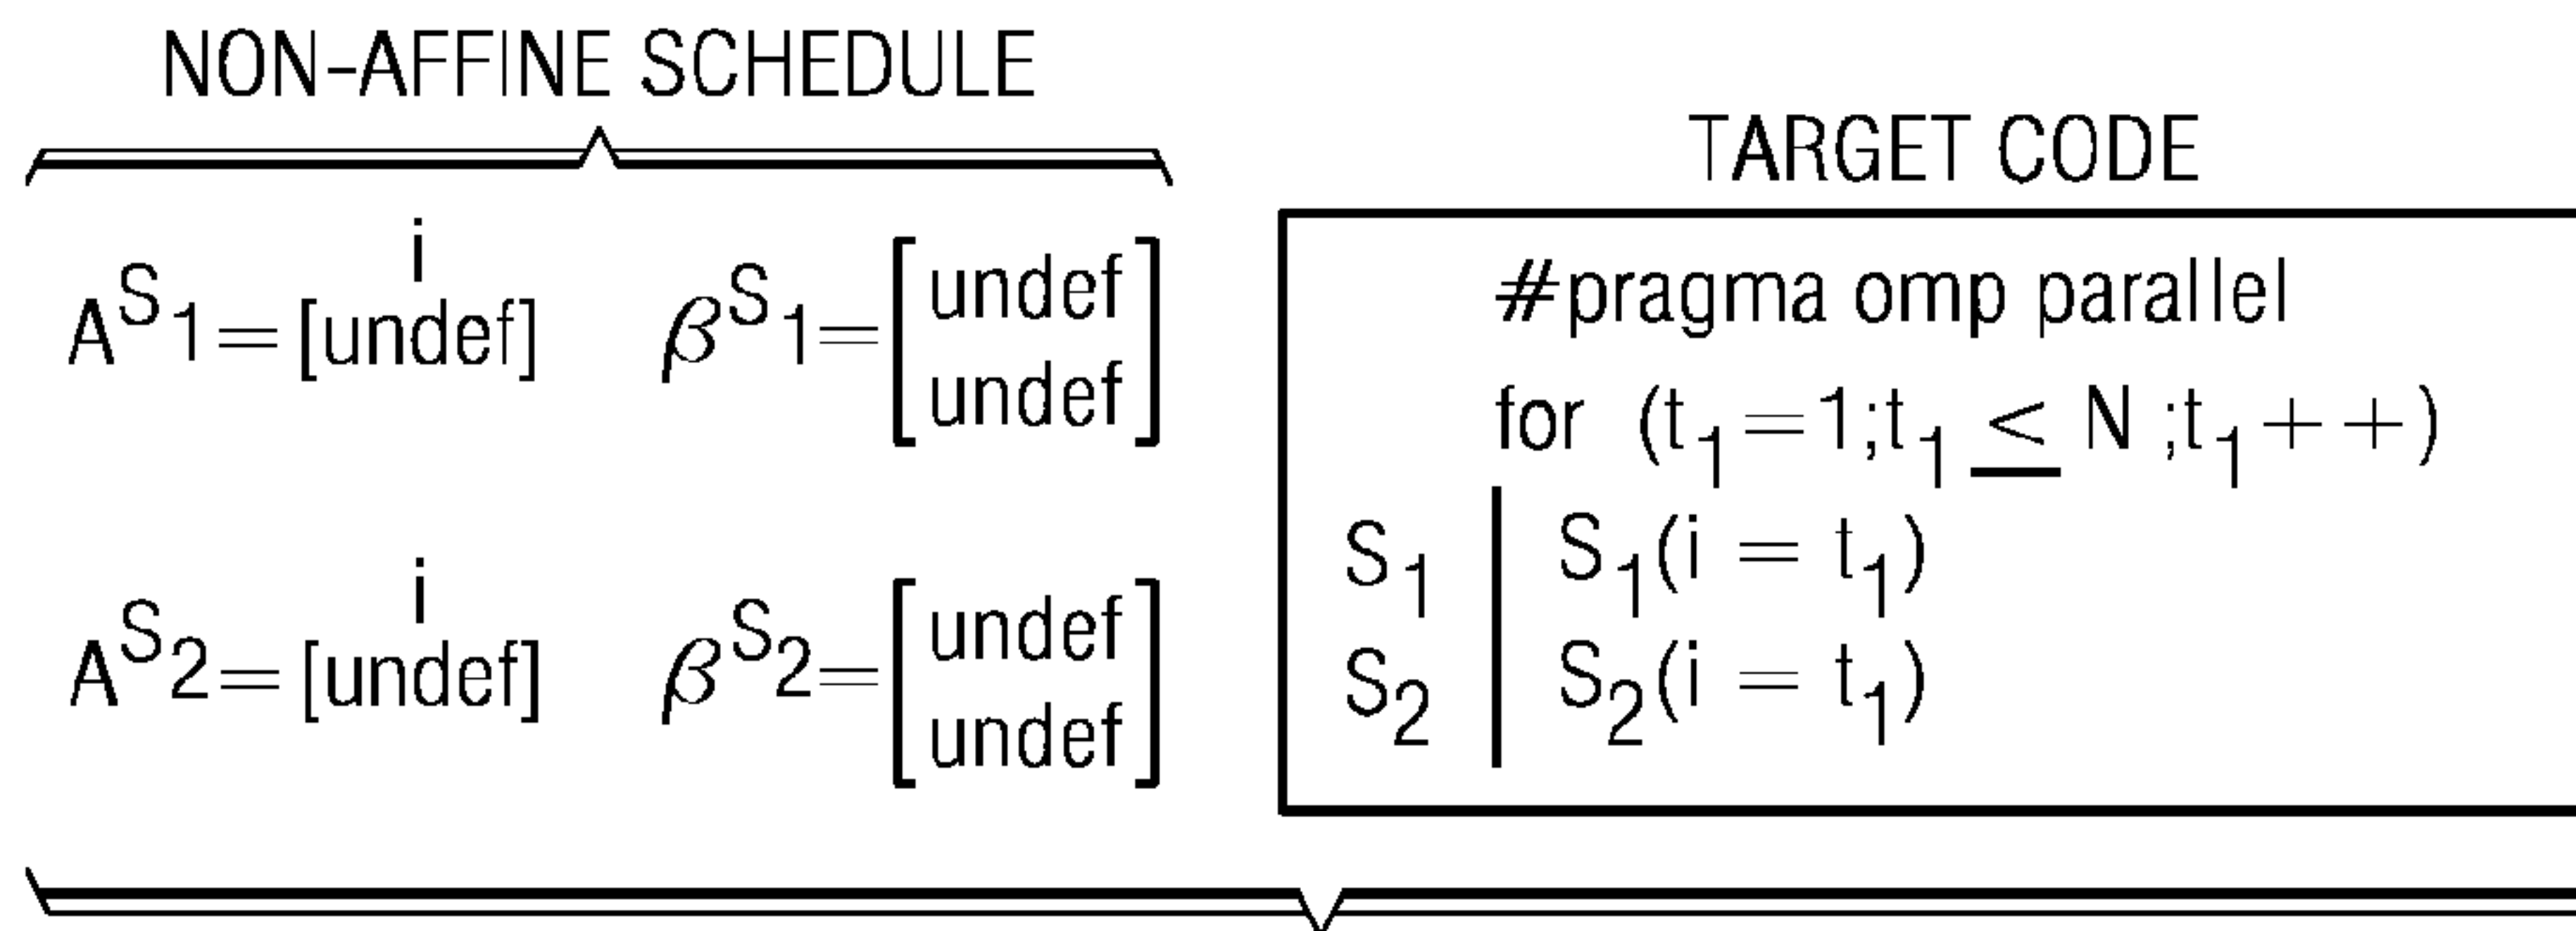 NON-AFFINE SCHEDULE
i
A^S1=[undef] β^S1=[undef
undef]
i
A^S2=[undef] β^S2=[undef
undef]
TARGET CODE
#pragma omp parallel
for (t1=1;t1 ≤ N ;t1++)
S1 | S1(i = t1)
S2 | S2(i = t1)